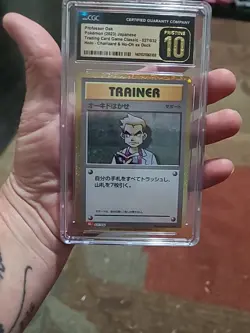 CGC
CERTIFIED GUARANTY COMPANY
Professor Oak
Pokémon (2023) Japanese
Trading Card Game Classic - 027/032
Holo - Charizard & Ho-Oh ex Deck
PRISTINE
10
TRAINER
オーキドはかせ
自分の手札をすべてトラッシュし、
山札を7枚引く。